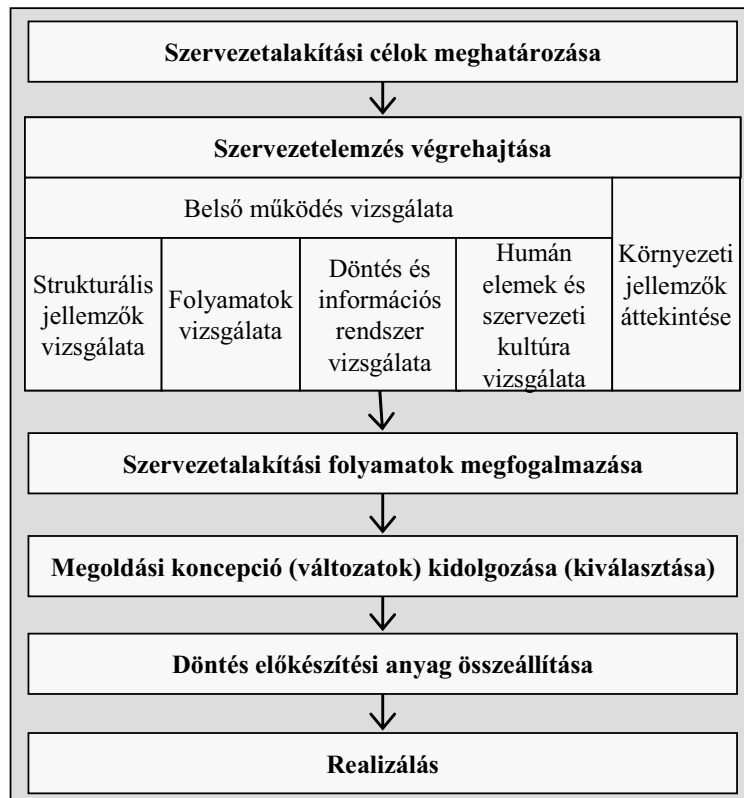 Szervezetalakítási célok meghatározása
Szervezetelemzés végrehajtása
Belső működés vizsgálata
Strukturális
jellemzők
vizsgálata
Folyamatok
vizsgálata
Döntés és
információs
rendszer
vizsgálata
Humán
elemek és
szervezeti
kultúra
vizsgálata
Környezeti
jellemzők
áttekintése
Szervezetalakítási folyamatok megfogalmazása
Megoldási koncepció (változatok) kidolgozása (kiválasztása)
Döntés előkészítési anyag összeállítása
Realizálás